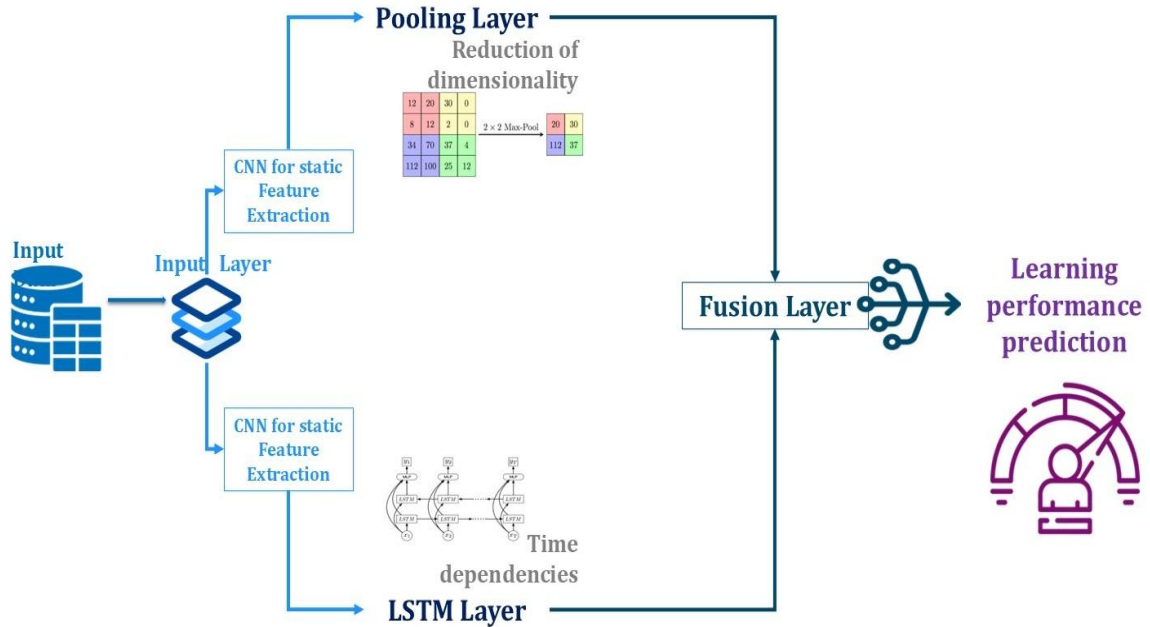 Pooling Layer
Reduction of
dimensionality
12 20 30 0
8 12 2 0
34 70 37 4
112 100 25 12
2 × 2 Max-Pool
20 30
112 37
CNN for static
Feature
Extraction
Input
Input Layer
Fusion Layer
Learning
performance
prediction
CNN for static
Feature
Extraction
MLP MLP MLP
LSTM LSTM LSTM
LSTM LSTM LSTM
Time
dependencies
LSTM Layer